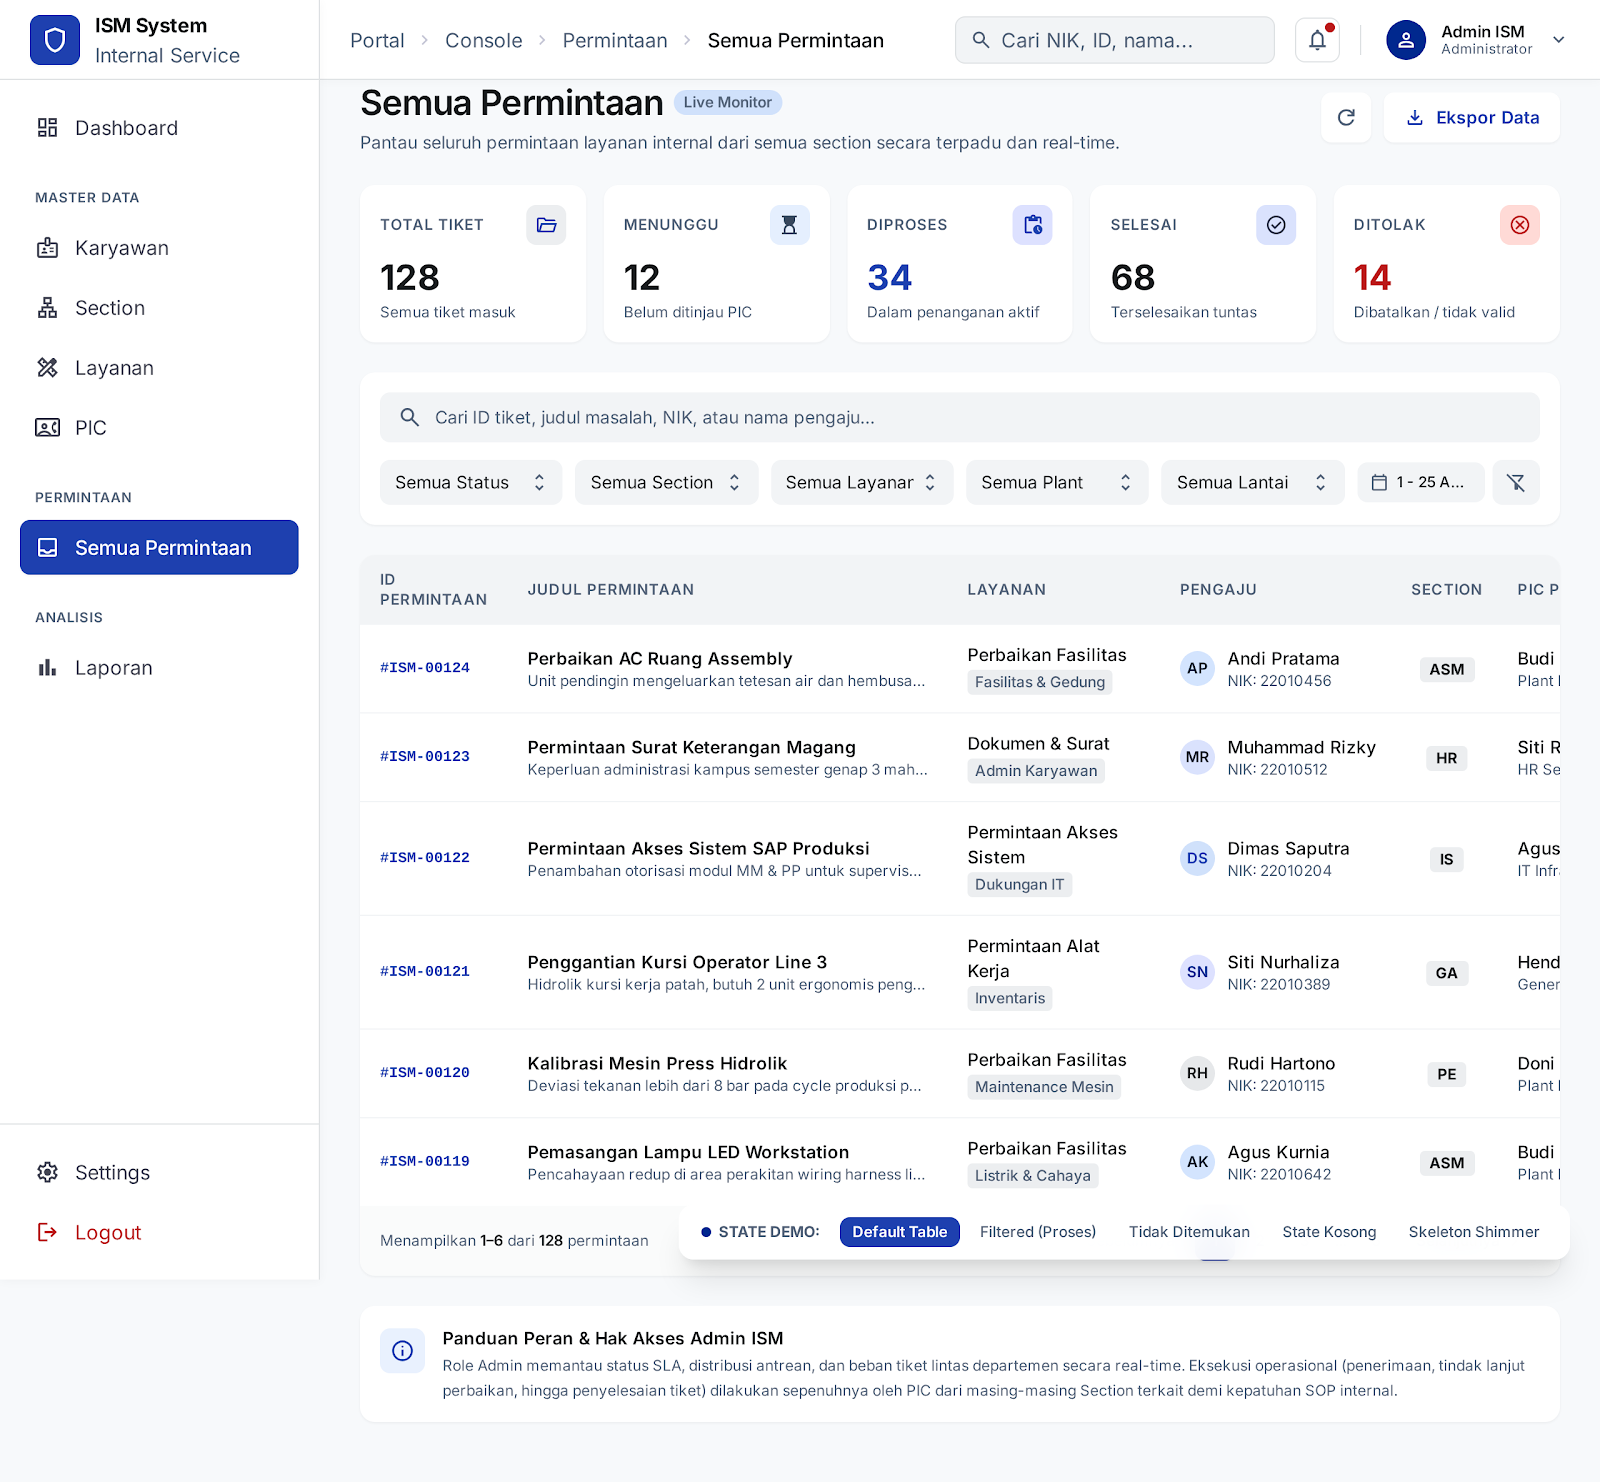 ISM System
Internal Service
Portal
Console
Permintaan
Semua Permintaan
Cari NIK, ID, nama...
Admin ISM
Administrator
Dashboard
MASTER DATA
Karyawan
Section
Layanan
PIC
PERMINTAAN
Semua Permintaan
ANALISIS
Laporan
Settings
Logout
Semua Permintaan
Live Monitor
Pantau seluruh permintaan layanan internal dari semua section secara terpadu dan real-time.
Ekspor Data
TOTAL TIKET
128
Semua tiket masuk
MENUNGGU
12
Belum ditinjau PIC
DIPROSES
34
Dalam penanganan aktif
SELESAI
68
Terselesaikan tuntas
DITOLAK
14
Dibatalkan / tidak valid
Cari ID tiket, judul masalah, NIK, atau nama pengaju...
Semua Status
Semua Section
Semua Layanan
Semua Plant
Semua Lantai
1 - 25 A...
ID PERMINTAAN
JUDUL PERMINTAAN
LAYANAN
PENGAJU
SECTION
PIC P
#ISM-00124
Perbaikan AC Ruang Assembly
Unit pendingin mengeluarkan tetesan air dan hembusa...
Perbaikan Fasilitas
Fasilitas & Gedung
AP
Andi Pratama
NIK: 22010456
ASM
Budi
Plant
#ISM-00123
Permintaan Surat Keterangan Magang
Keperluan administrasi kampus semester genap 3 mah...
Dokumen & Surat
Admin Karyawan
MR
Muhammad Rizky
NIK: 22010512
HR
Siti R
HR Se
#ISM-00122
Permintaan Akses Sistem SAP Produksi
Penambahan otorisasi modul MM & PP untuk supervis...
Permintaan Akses
Sistem
Dukungan IT
DS
Dimas Saputra
NIK: 22010204
IS
Agus
IT Infr
#ISM-00121
Penggantian Kursi Operator Line 3
Hidrolik kursi kerja patah, butuh 2 unit ergonomis peng...
Permintaan Alat
Kerja
Inventaris
SN
Siti Nurhaliza
NIK: 22010389
GA
Hend
Gener
#ISM-00120
Kalibrasi Mesin Press Hidrolik
Deviasi tekanan lebih dari 8 bar pada cycle produksi p...
Perbaikan Fasilitas
Maintenance Mesin
RH
Rudi Hartono
NIK: 22010115
PE
Doni
Plant
#ISM-00119
Pemasangan Lampu LED Workstation
Pencahayaan redup di area perakitan wiring harness li...
Perbaikan Fasilitas
Listrik & Cahaya
AK
Agus Kurnia
NIK: 22010642
ASM
Budi
Plant
Menampilkan 1–6 dari 128 permintaan
STATE DEMO:
Default Table
Filtered (Proses)
Tidak Ditemukan
State Kosong
Skeleton Shimmer
Panduan Peran & Hak Akses Admin ISM
Role Admin memantau status SLA, distribusi antrean, dan beban tiket lintas departemen secara real-time. Eksekusi operasional (penerimaan, tindak lanjut
perbaikan, hingga penyelesaian tiket) dilakukan sepenuhnya oleh PIC dari masing-masing Section terkait demi kepatuhan SOP internal.